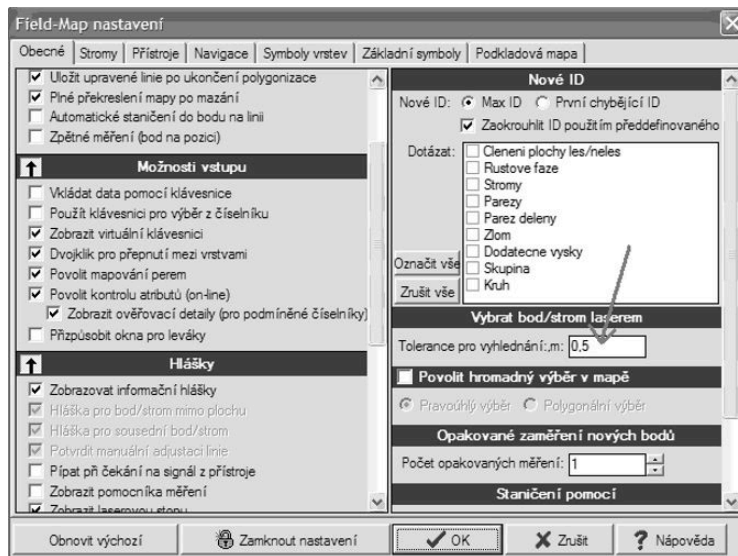 Field-Map nastavení
Obecné
Stromy
Přístroje
Navigace
Symboly vrstev
Základní symboly
Podkladová mapa
Uložit upravené linie po ukončení polygonizace
Plné překreslení mapy po mazání
Automatické staničení do bodu na linii
Zpětné měření (bod na pozici)
Možnosti vstupu
Vkládat data pomocí klávesnice
Použít klávesnici pro výběr z číselníku
Zobrazit virtuální klávesnici
Dvojklik pro přepnutí mezi vrstvami
Povolit mapování perem
Povolit kontrolu atributů (on-line)
Zobrazit ověřovací detaily (pro podmíněné číselníky)
Přizpůsobit okna pro leváky
Hlášky
Zobrazovat informační hlášky
Hláška pro bod/strom mimo plochu
Hláška pro sousední bod/strom
Potvrdit manuální adjustaci linie
Pípat při čekání na signál z přístroje
Zobrazit pomocníka měření
Zobrazit laserovou stopu
Nové ID
Nové ID: Max ID První chybějící ID
Zaokrouhlit ID použitím předdefinovaného
Dotázat:
Cleneni plochy les/neles
Rustove faze
Stromy
Parezy
Parez deleny
Zlom
Dodatecne vysky
Skupina
Kruh
Označit vše
Zrušit vše
Vybrat bod/strom laserem
Tolerance pro vyhledání:,m: 0,5
Povolit hromadný výběr v mapě
Pravoúhlý výběr Polygonální výběr
Opakované zaměření nových bodů
Počet opakovaných měření: 1
Staničení pomocí
Obnovit výchozí
Zamknout nastavení
OK
Zrušit
Nápověda